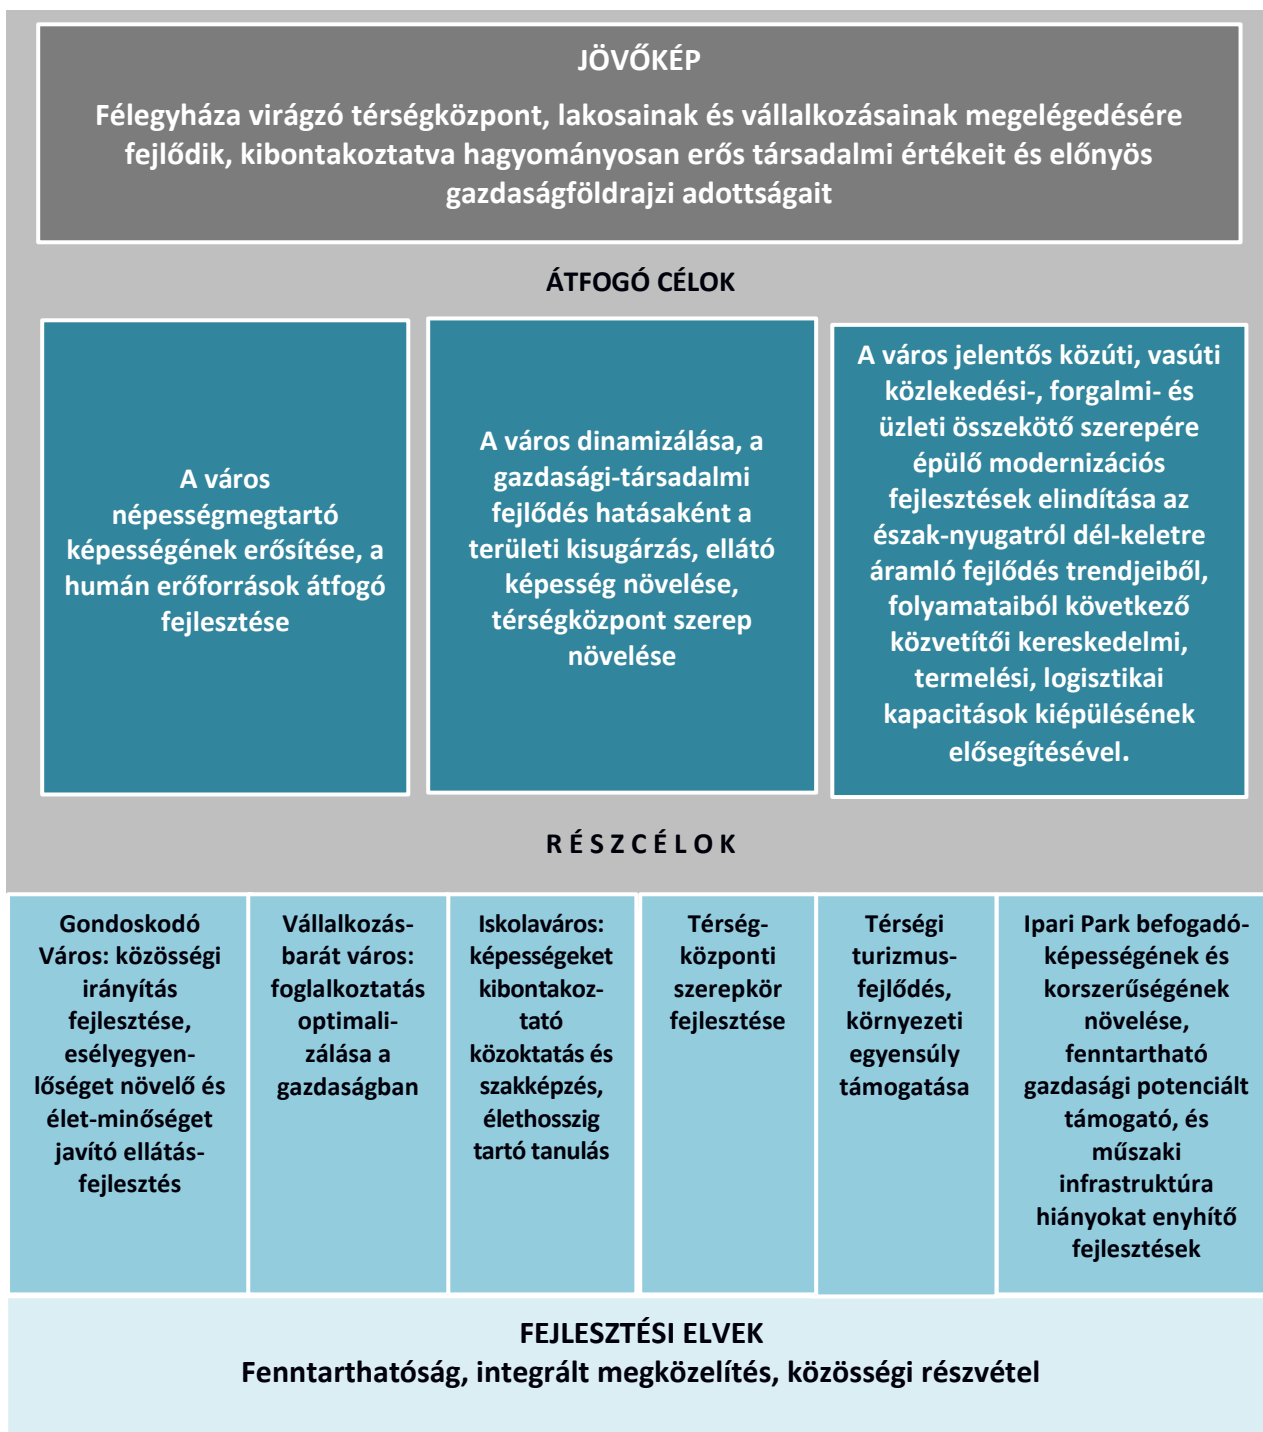 JÖVŐKÉP
Félegyháza virágzó térségközpont, lakosainak és vállalkozásainak megelégedésére
fejlődik, kibontakoztatva hagyományosan erős társadalmi értékeit és előnyös
gazdaságföldrajzi adottságait
ÁTFOGÓ CÉLOK
A város
népességmegtartó
képességének erősítése, a
humán erőforrások átfogó
fejlesztése
A város dinamizálása, a
gazdasági-társadalmi
fejlődés hatásaként a
területi kisugárzás, ellátó
képesség növelése,
térségközpont szerep
növelése
A város jelentős közúti, vasúti
közlekedési-, forgalmi- és
üzleti összekötő szerepére
épülő modernizációs
fejlesztések elindítása az
észak-nyugatról dél-keletre
áramló fejlődés trendjeiből,
folyamataiból következő
közvetítői kereskedelmi,
termelési, logisztikai
kapacitások kiépülésének
elősegítésével.
RÉSZCÉLOK
Gondoskodó
Város: közösségi
irányítás
fejlesztése,
esélyegyen-
lőséget növelő és
élet-minőséget
javító ellátás-
fejlesztés
Vállalkozás-
barát város:
foglalkoztatás
optimali-
zálása a
gazdaságban
Iskolaváros:
képességeket
kibontakoz-
tató
közoktatás és
szakképzés,
élethosszig
tartó tanulás
Térség-
központi
szerepkör
fejlesztése
Térségi
turizmus-
fejlődés,
környezeti
egyensúly
támogatása
Ipari Park befogadó-
képességének és
korszerűségének
növelése,
fenntartható
gazdasági potenciált
támogató, és
műszaki
infrastruktúra
hiányokat enyhítő
fejlesztések
FEJLESZTÉSI ELVEK
Fenntarthatóság, integrált megközelítés, közösségi részvétel